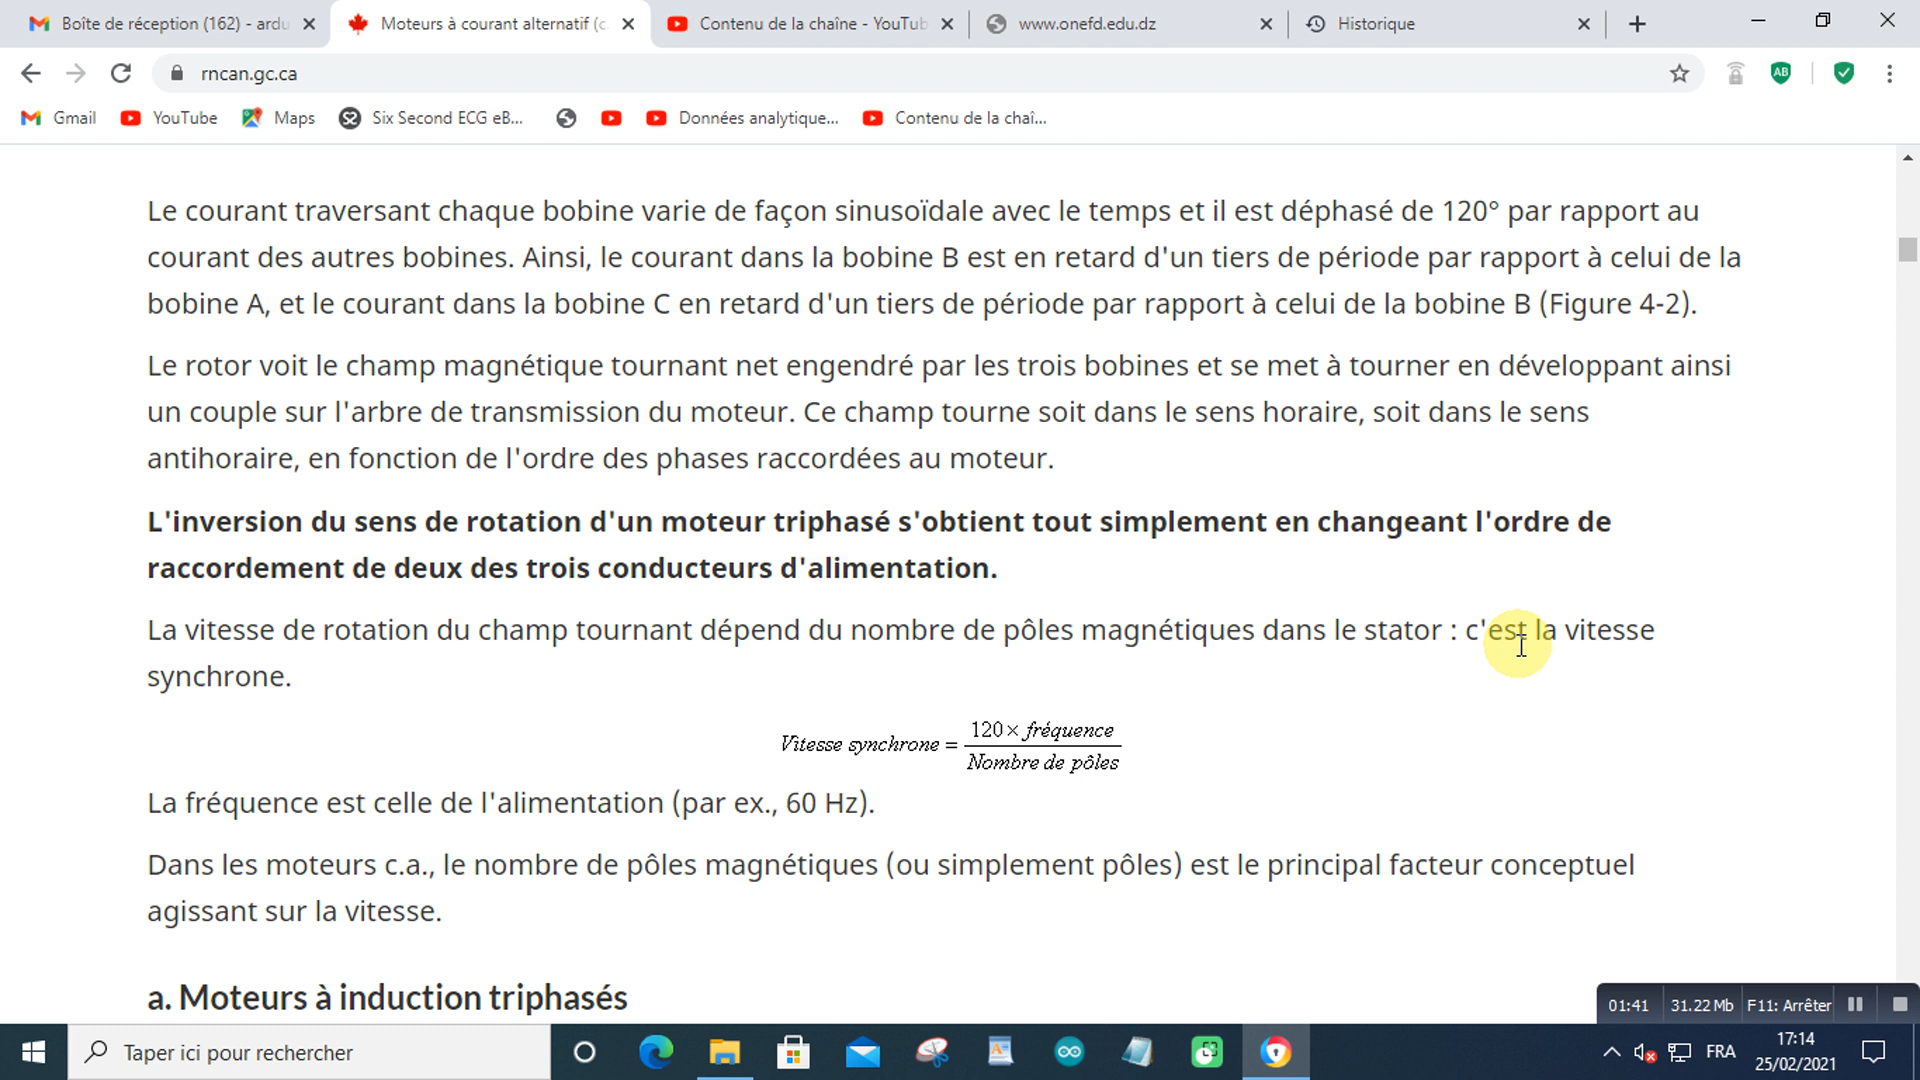 Boîte de réception (162) - ardu
Moteurs à courant alternatif (c.
Contenu de la chaîne - YouTub
www.onefd.edu.dz
Historique
rncan.gc.ca
AB
Gmail
YouTube
Maps
Six Second ECG eB...
Données analytique...
Contenu de la chaî...
Le courant traversant chaque bobine varie de façon sinusoïdale avec le temps et il est déphasé de 120° par rapport au
courant des autres bobines. Ainsi, le courant dans la bobine B est en retard d'un tiers de période par rapport à celui de la
bobine A, et le courant dans la bobine C en retard d'un tiers de période par rapport à celui de la bobine B (Figure 4-2).
Le rotor voit le champ magnétique tournant net engendré par les trois bobines et se met à tourner en développant ainsi
un couple sur l'arbre de transmission du moteur. Ce champ tourne soit dans le sens horaire, soit dans le sens
antihoraire, en fonction de l'ordre des phases raccordées au moteur.
L'inversion du sens de rotation d'un moteur triphasé s'obtient tout simplement en changeant l'ordre de
raccordement de deux des trois conducteurs d'alimentation.
La vitesse de rotation du champ tournant dépend du nombre de pôles magnétiques dans le stator : c'est la vitesse
synchrone.
120 × fréquence
Vitesse synchrone =
Nombre de pôles
La fréquence est celle de l'alimentation (par ex., 60 Hz).
Dans les moteurs c.a., le nombre de pôles magnétiques (ou simplement pôles) est le principal facteur conceptuel
agissant sur la vitesse.
a. Moteurs à induction triphasés
01:41
31.22 Mb
F11: Arrêter
Taper ici pour rechercher
FRA
17:14
25/02/2021